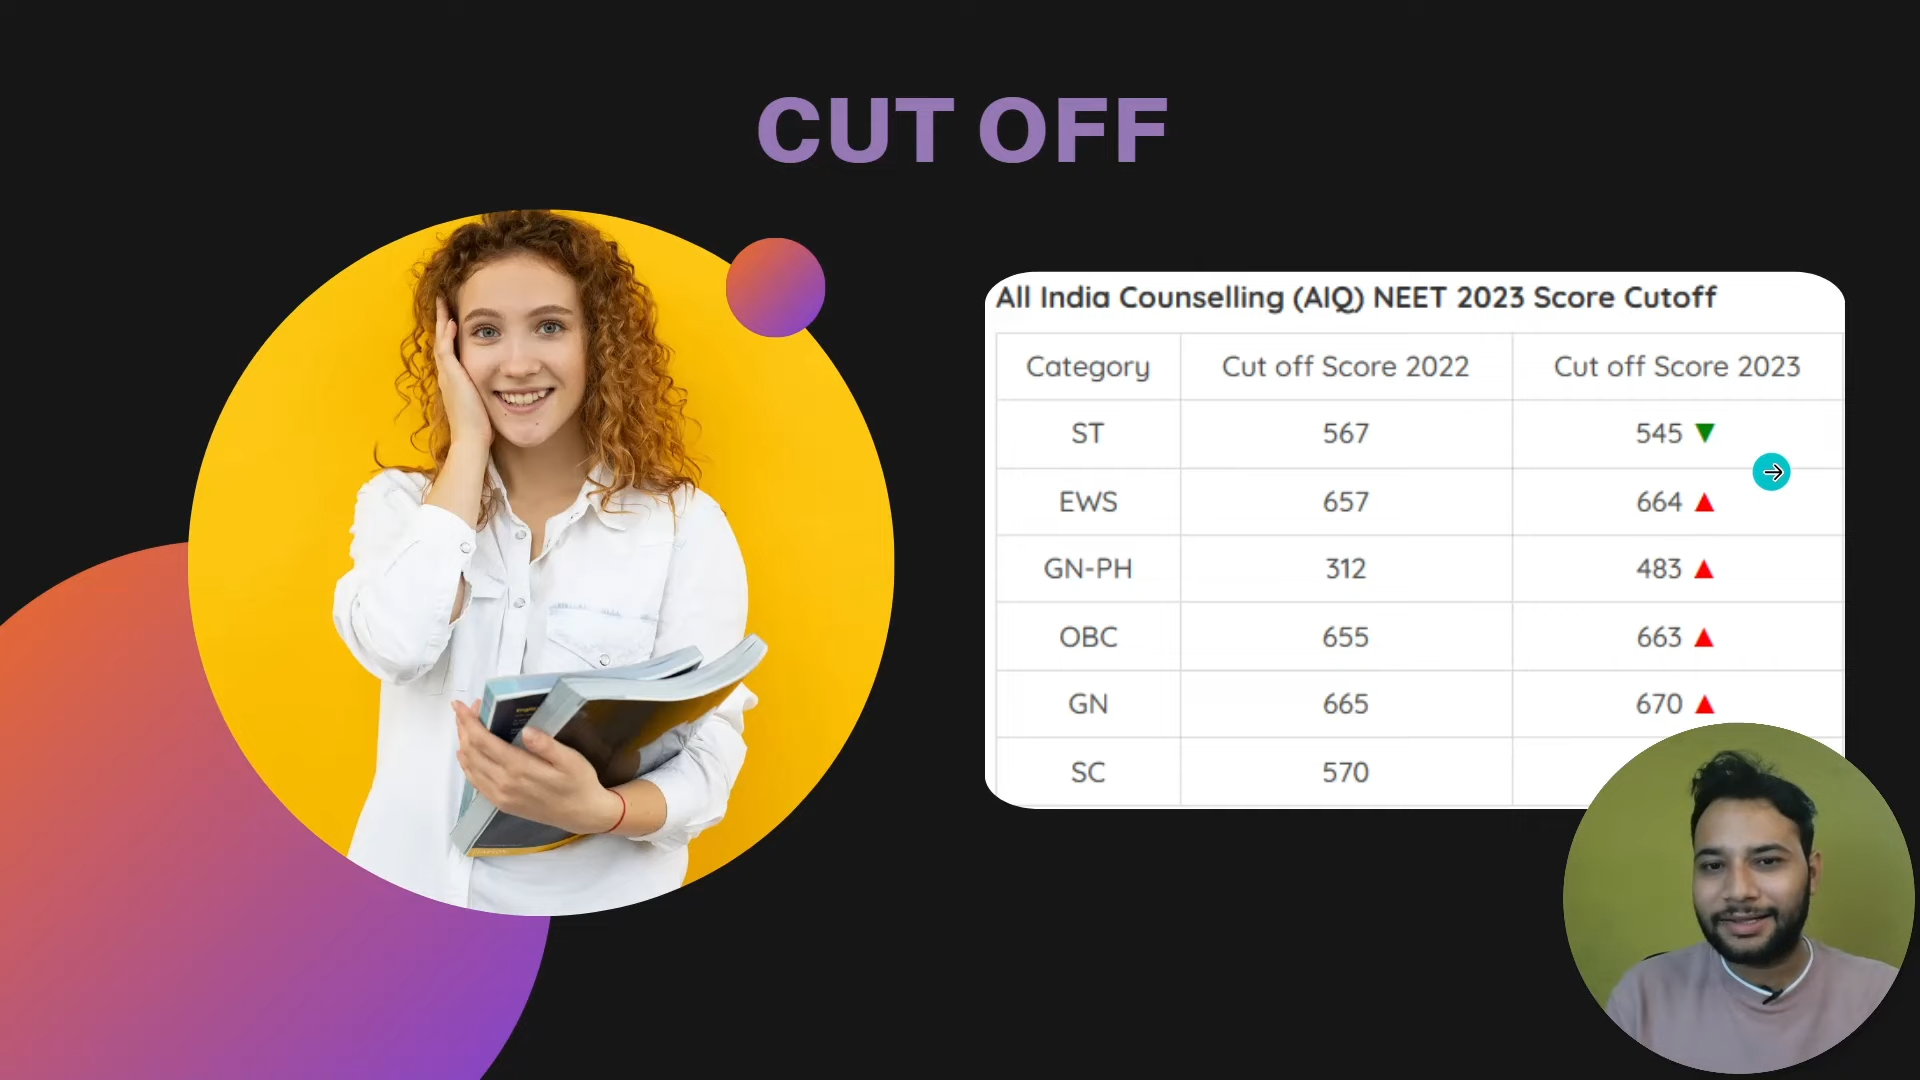 CUT OFF
All India Counselling (AIQ) NEET 2023 Score Cutoff
Category Cut off Score 2022 Cut off Score 2023
ST 567 545 ▼
EWS 657 664 ▲
GN-PH 312 483 ▲
OBC 655 663 ▲
GN 665 670 ▲
SC 570